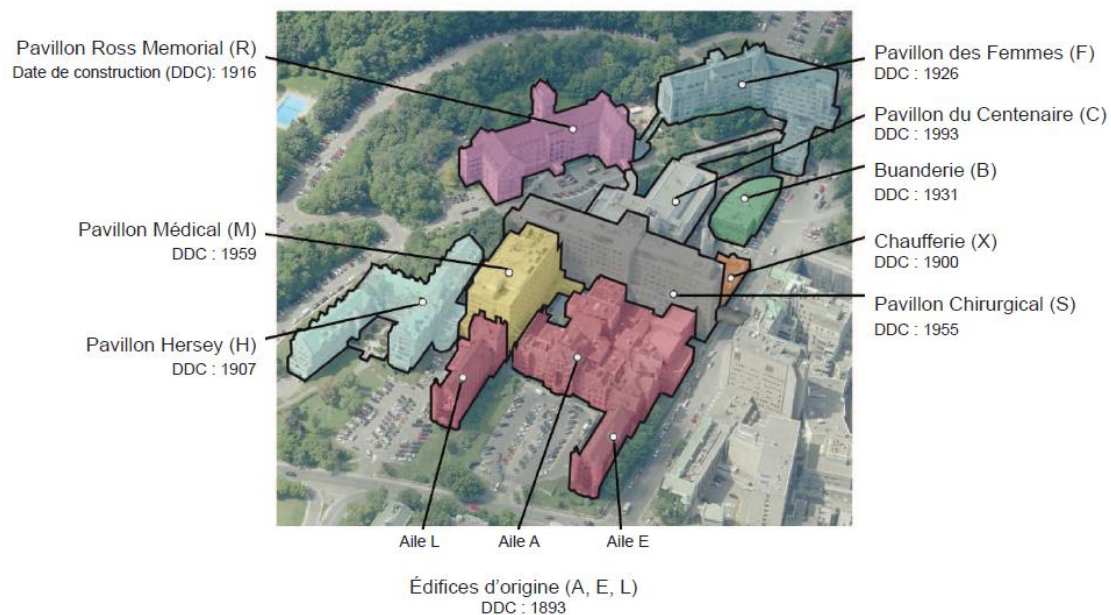 Pavillon Ross Memorial (R)
Date de construction (DDC): 1916
Pavillon Médical (M)
DDC : 1959
Pavillon Hersey (H)
DDC : 1907
Pavillon des Femmes (F)
DDC : 1926
Pavillon du Centenaire (C)
DDC : 1993
Buanderie (B)
DDC : 1931
Chaufferie (X)
DDC : 1900
Pavillon Chirurgical (S)
DDC : 1955
Aile L
Aile A
Aile E
Édifices d'origine (A, E, L)
DDC : 1893